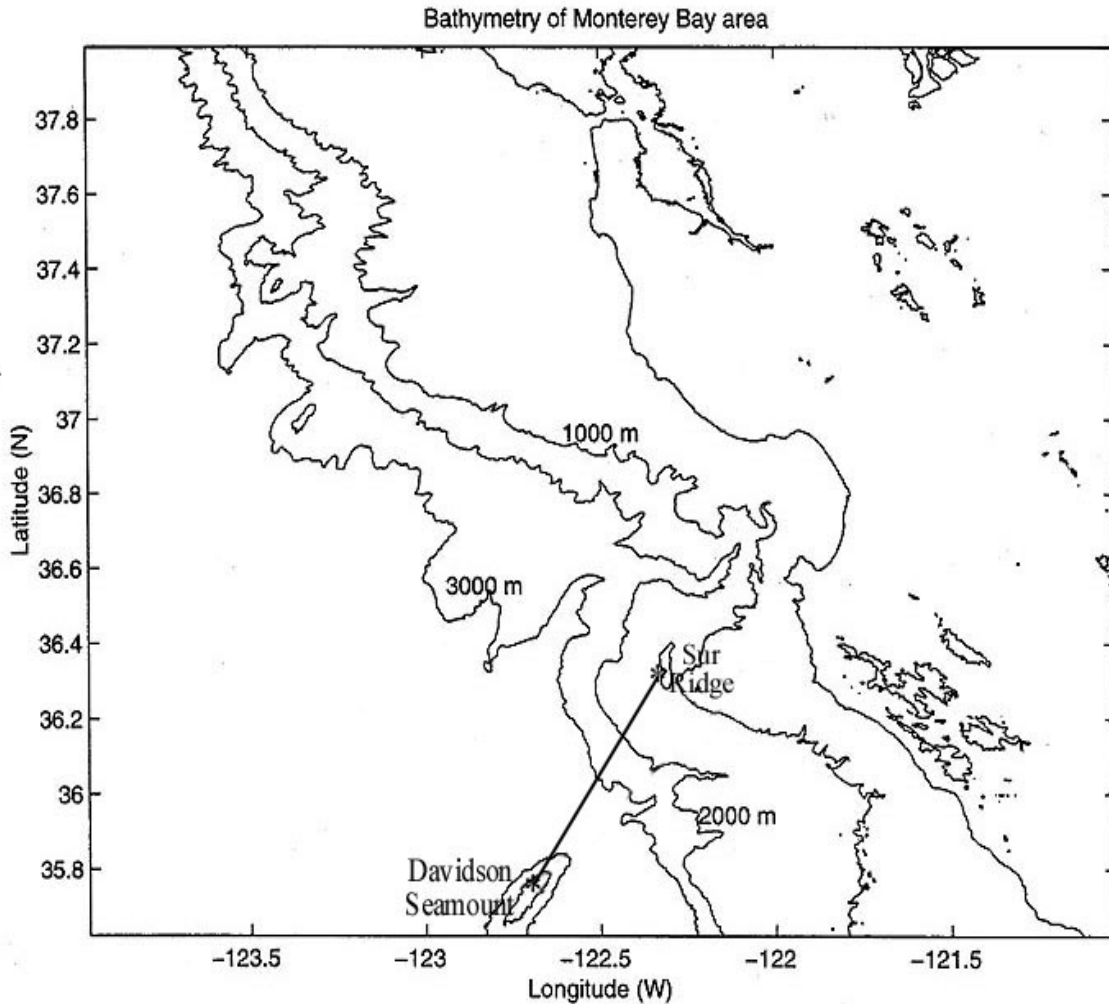 Bathymetry of Monterey Bay area
37.8
37.6
37.4
37.2
37
36.8
36.6
36.4
36.2
36
35.8
Latitude (N)
1000 m
3000 m
Sur
Ridge
2000 m
Davidson
Seamount
−123.5
−123
−122.5
−122
−121.5
Longitude (W)